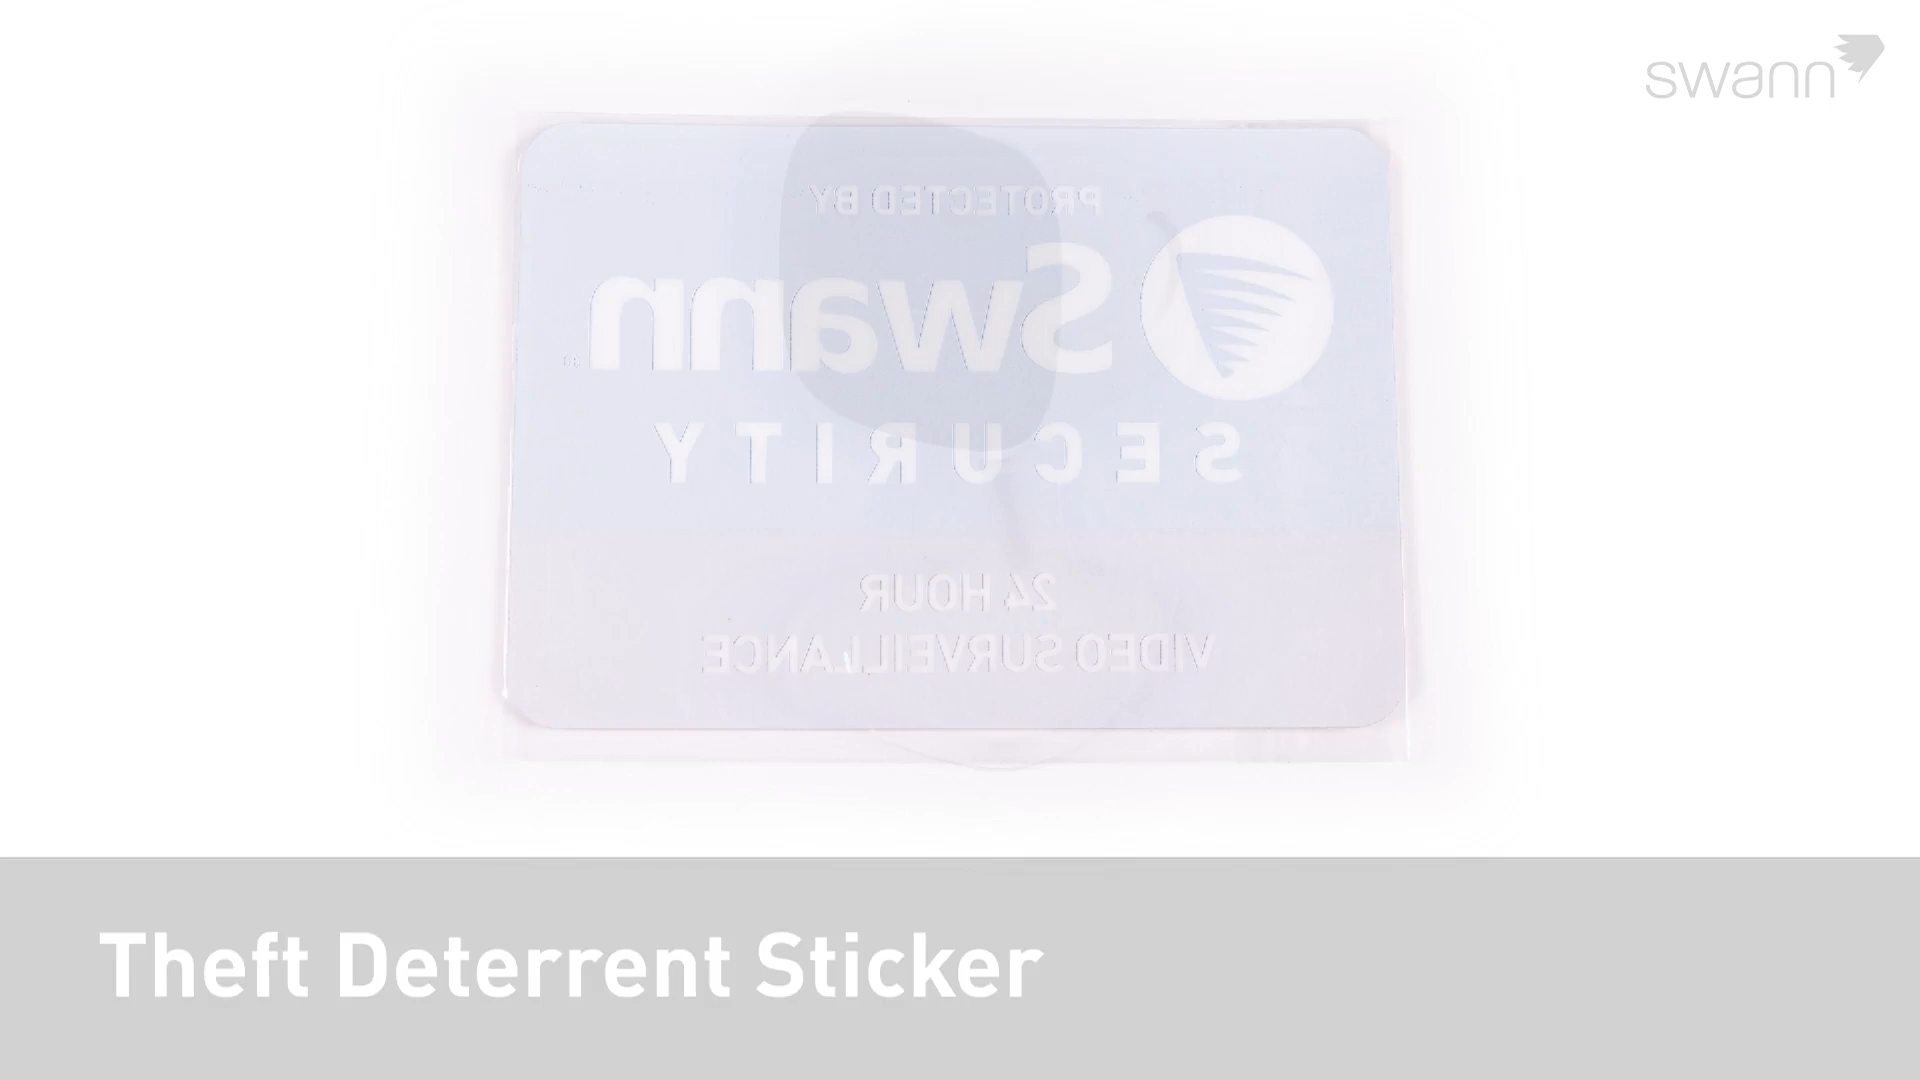 swann
PROTECTED BY
Swann
SECURITY
24 HOUR
VIDEO SURVEILLANCE
Theft Deterrent Sticker